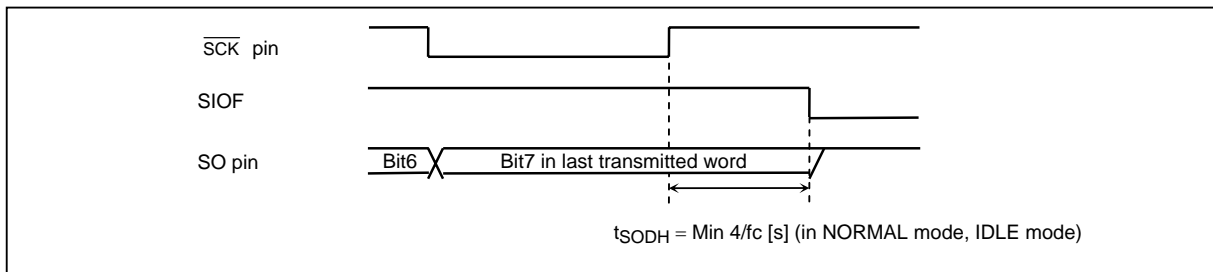 SCK pin
SIOF
SO pin
Bit6
Bit7 in last transmitted word
tSODH = Min 4/fc [s] (in NORMAL mode, IDLE mode)